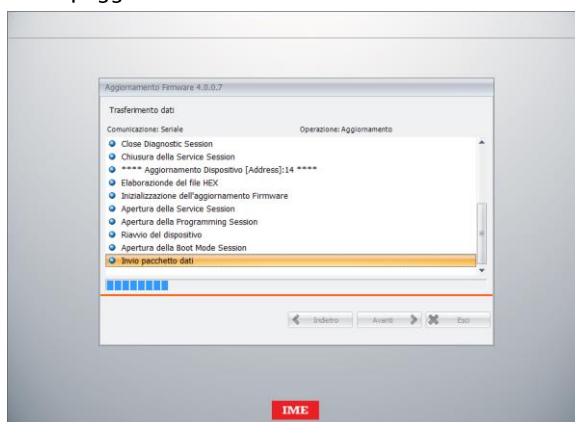 Aggiornamento Firmware 4.0.0.7
Trasferimento dati
Comunicazione: Seriale Operazione: Aggiornamento
Close Diagnostic Session
Chiusura della Service Session
**** Aggiornamento Dispositivo [Address]:14 ****
Elaborazionde del file HEX
Inizializzazione dell'aggiornamento Firmware
Apertura della Service Session
Apertura della Programming Session
Riavvio del dispositivo
Apertura della Boot Mode Session
Invio pacchetto dati
Indietro Avanti Esci
IME